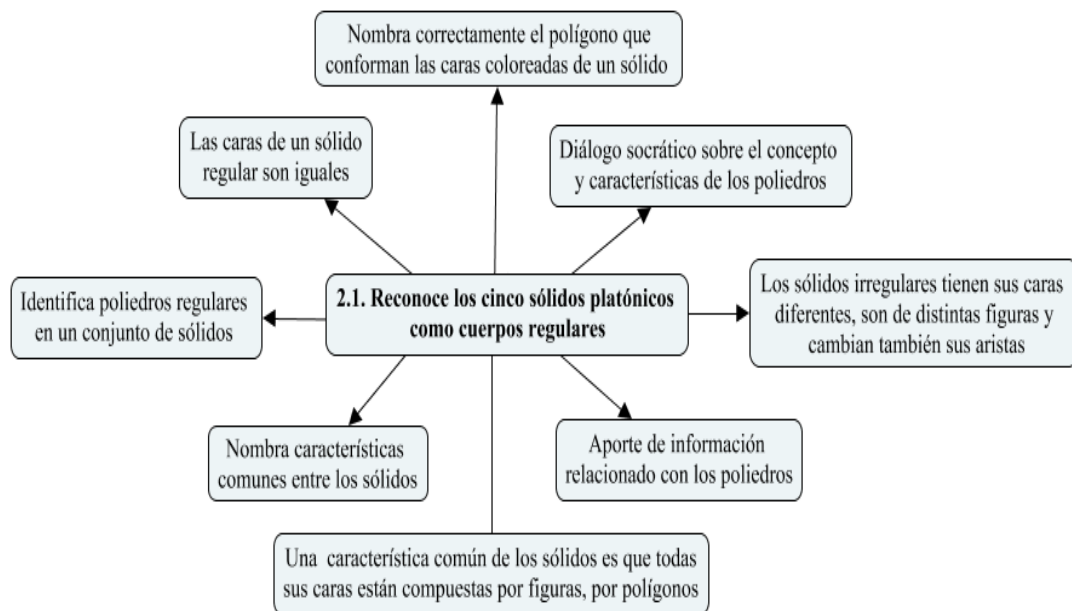 Nombra correctamente el polígono que
conforman las caras coloreadas de un sólido
Las caras de un sólido
regular son iguales
Diálogo socrático sobre el concepto
y características de los poliedros
Identifica poliedros regulares
en un conjunto de sólidos
2.1. Reconoce los cinco sólidos platónicos
como cuerpos regulares
Los sólidos irregulares tienen sus caras
diferentes, son de distintas figuras y
cambian también sus aristas
Nombra características
comunes entre los sólidos
Aporte de información
relacionado con los poliedros
Una característica común de los sólidos es que todas
sus caras están compuestas por figuras, por polígonos